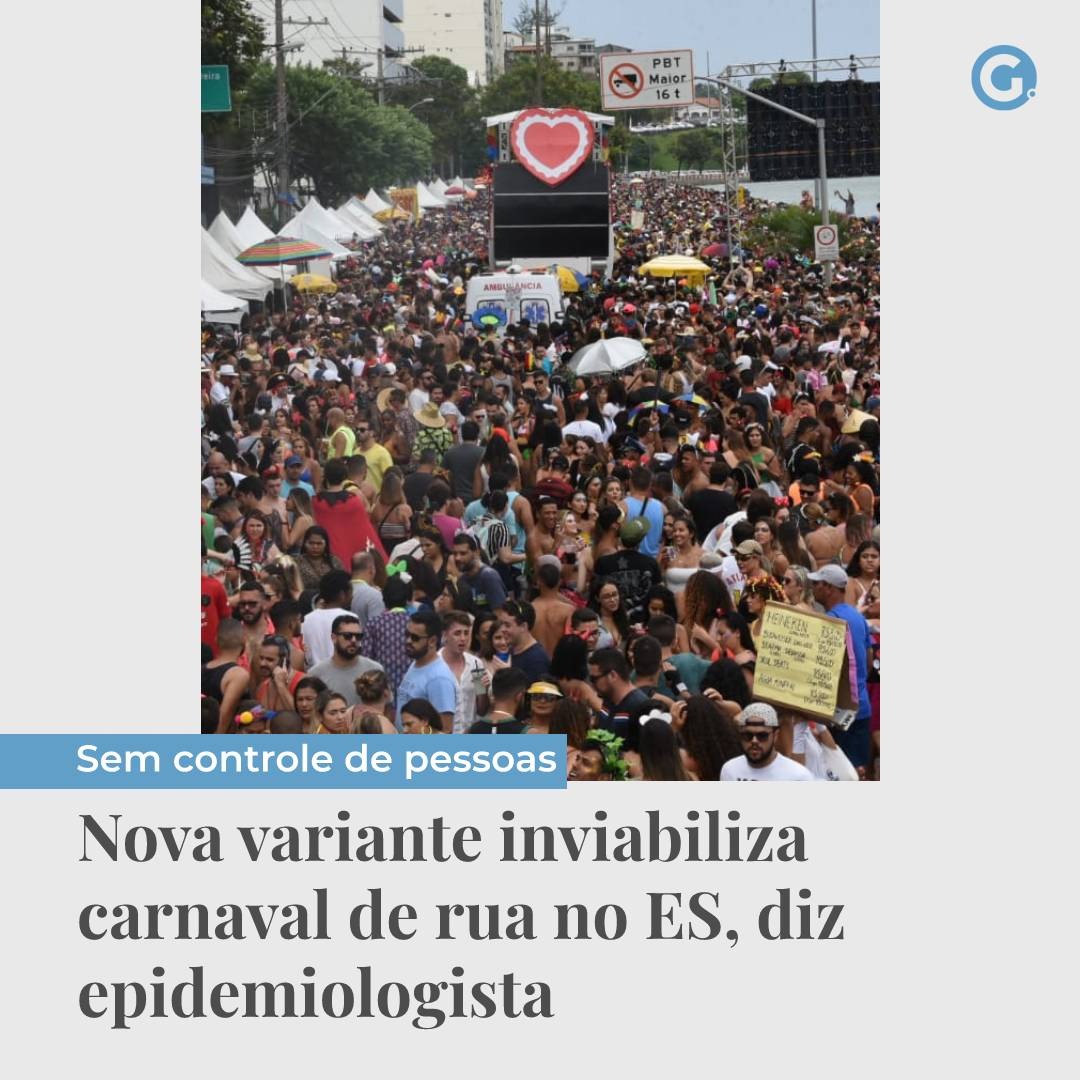 eira
PBT
Maior
16 t
G.
AMBULANCIA
HEINEKEN
Sem controle de pessoas
Nova variante inviabiliza
carnaval de rua no ES, diz
epidemiologista